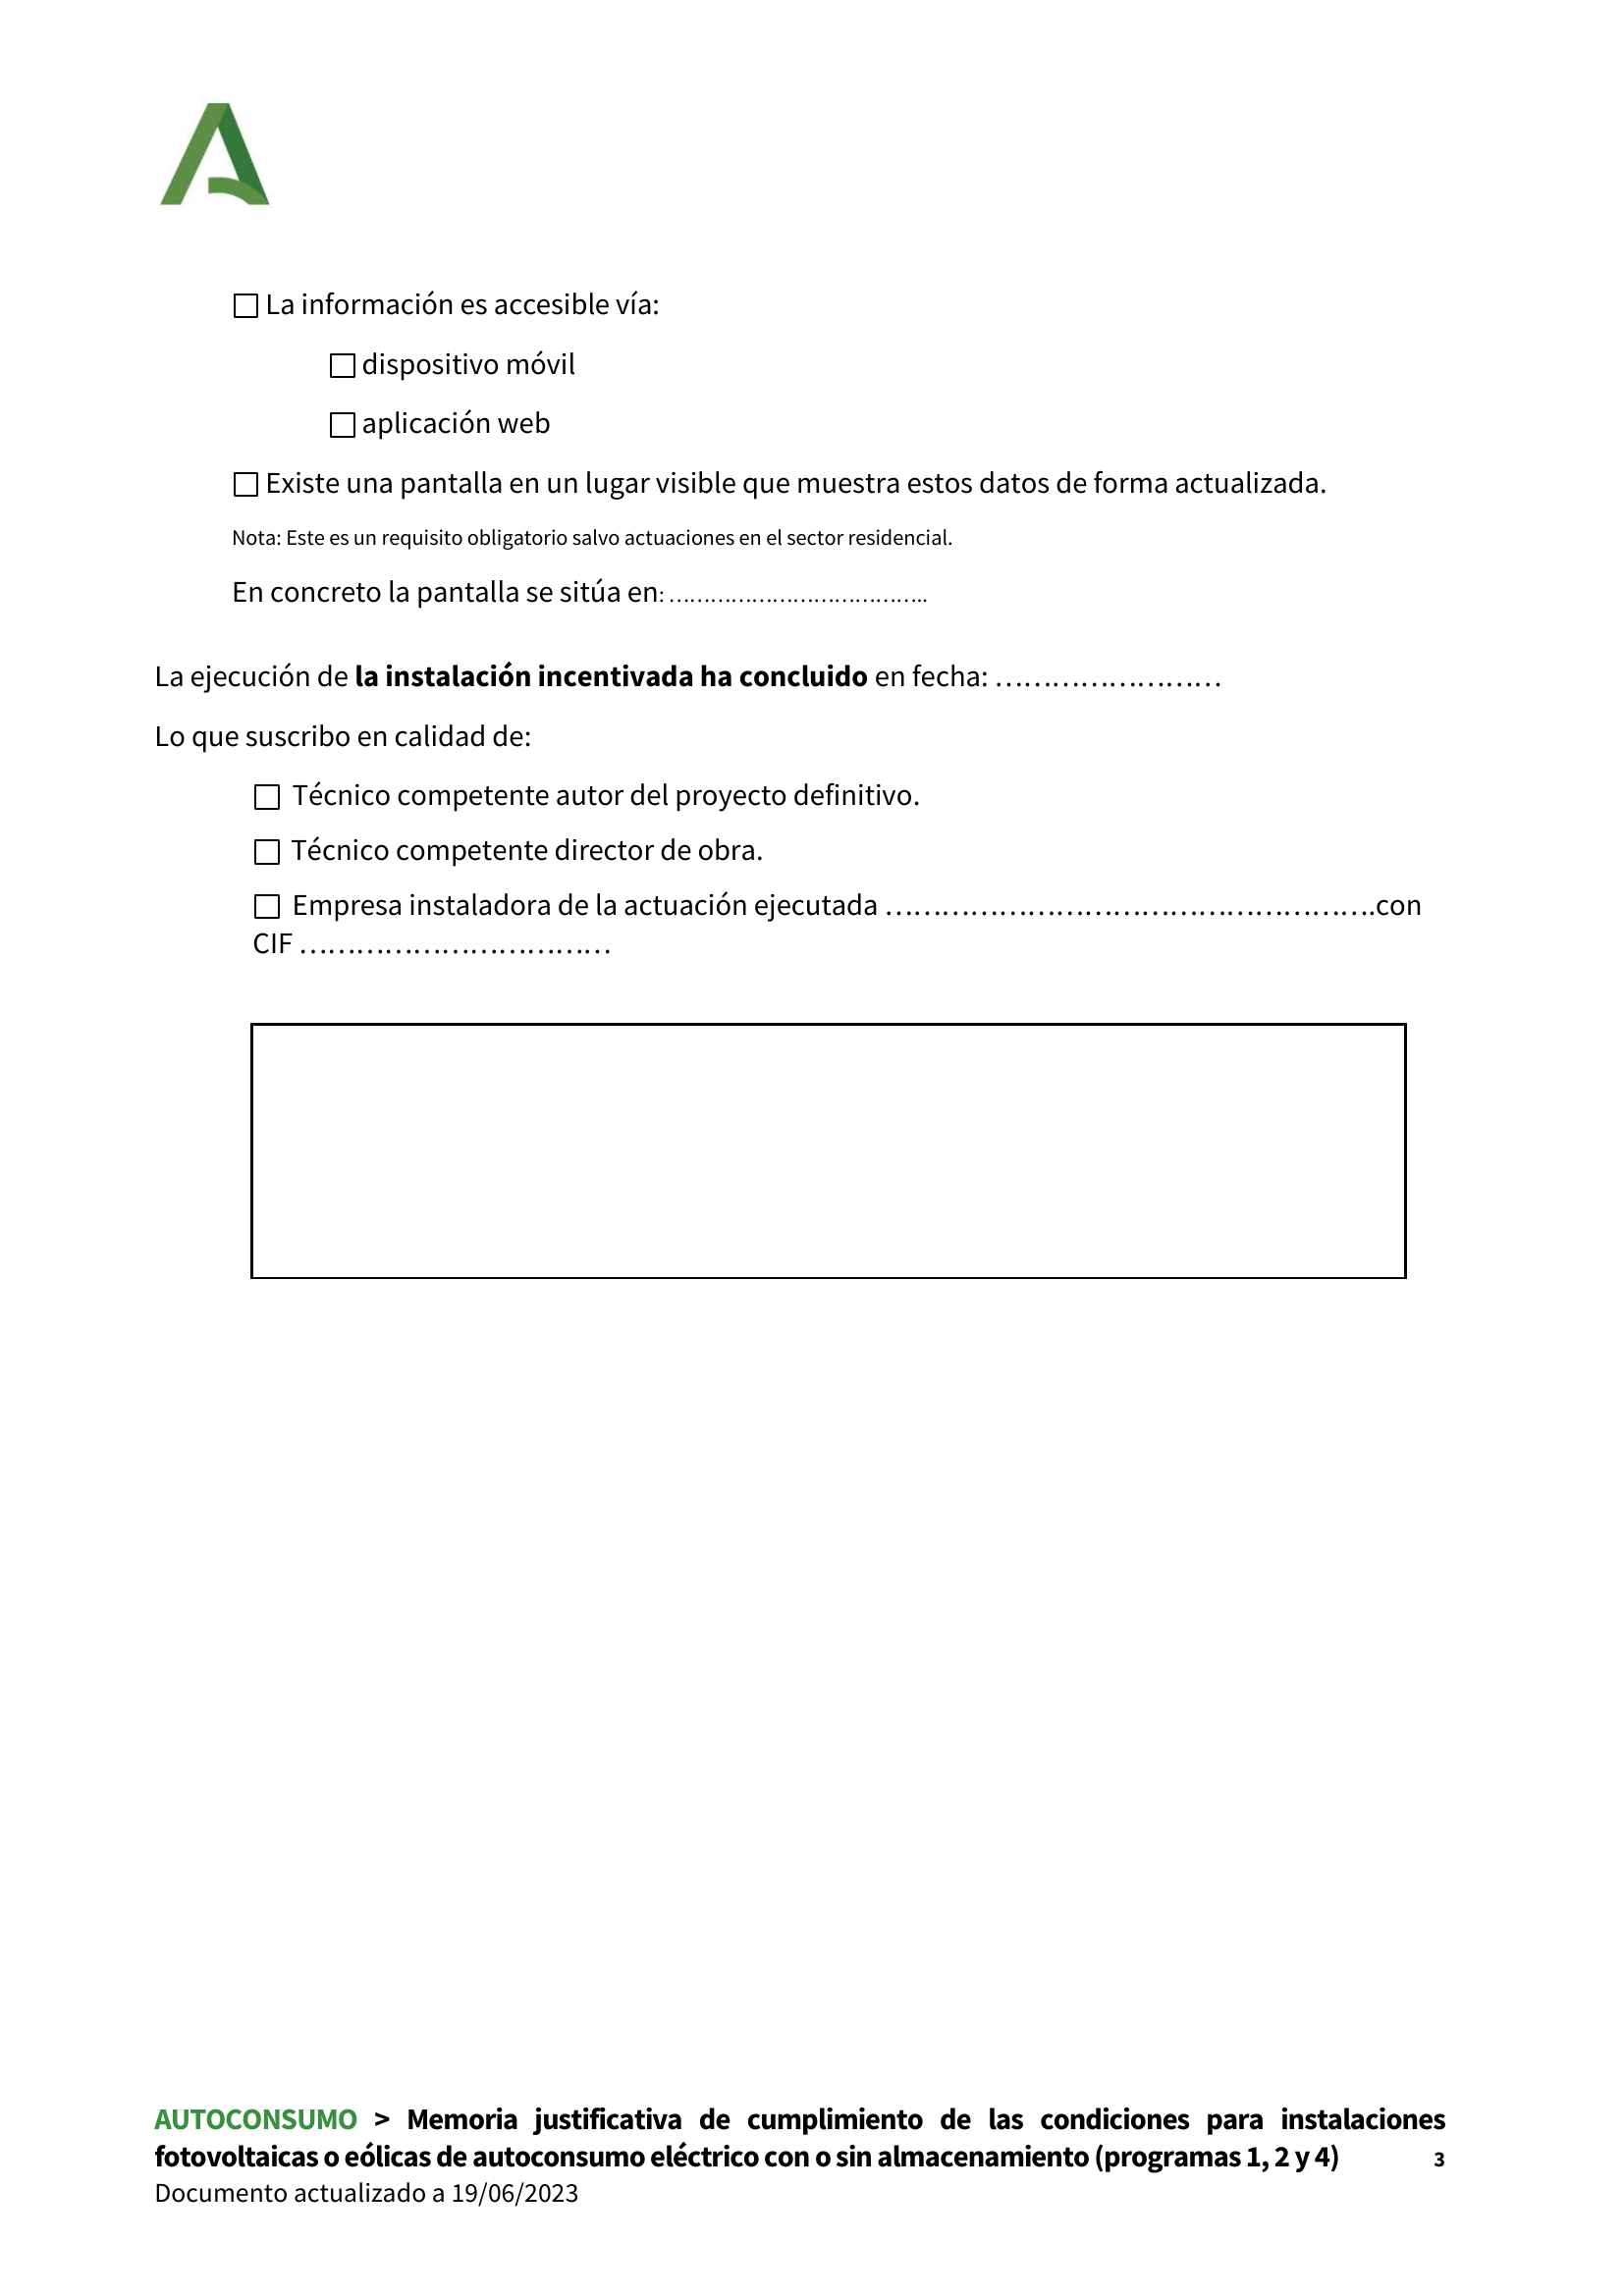 ☐ La información es accesible vía:
☐ dispositivo móvil
☐ aplicación web
☐ Existe una pantalla en un lugar visible que muestra estos datos de forma actualizada.
Nota: Este es un requisito obligatorio salvo actuaciones en el sector residencial.
En concreto la pantalla se sitúa en: ………………………………..
La ejecución de la instalación incentivada ha concluido en fecha: ……………………
Lo que suscribo en calidad de:
☐ Técnico competente autor del proyecto definitivo.
☐ Técnico competente director de obra.
☐ Empresa instaladora de la actuación ejecutada …………………………………………….con
CIF ……………………………
AUTOCONSUMO > Memoria justificativa de cumplimiento de las condiciones para instalaciones
fotovoltaicas o eólicas de autoconsumo eléctrico con o sin almacenamiento (programas 1, 2 y 4) 3
Documento actualizado a 19/06/2023